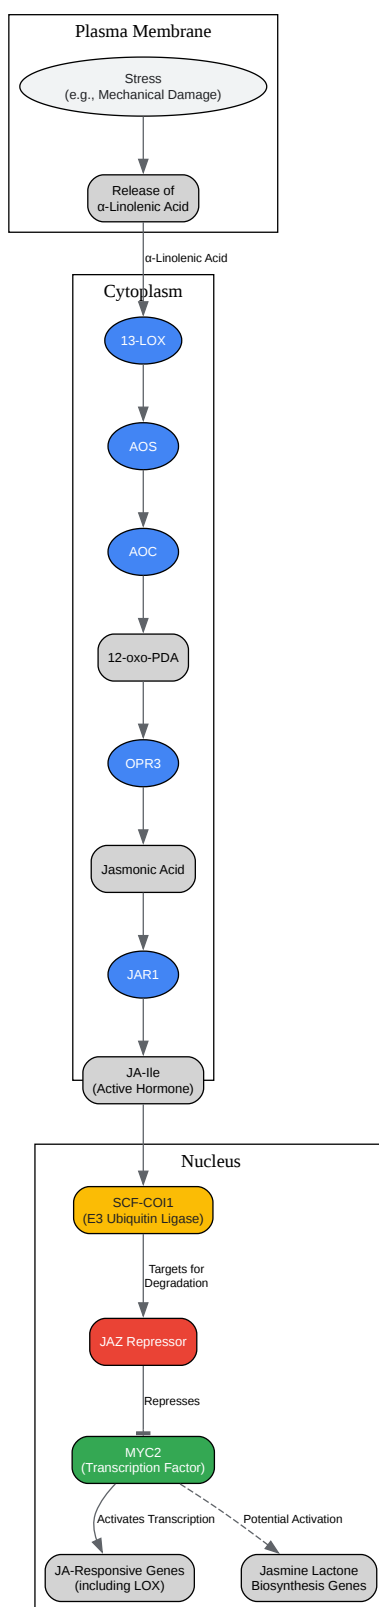 Plasma Membrane
Stress
(e.g., Mechanical Damage)
Release of
α-Linolenic Acid
α-Linolenic Acid
Cytoplasm
13-LOX
AOS
AOC
12-oxo-PDA
OPR3
Jasmonic Acid
JAR1
JA-Ile
(Active Hormone)
Nucleus
SCF-COI1
(E3 Ubiquitin Ligase)
Targets for
Degradation
JAZ Repressor
Represses
MYC2
(Transcription Factor)
Activates Transcription
Potential Activation
JA-Responsive Genes
(including LOX)
Jasmine Lactone
Biosynthesis Genes